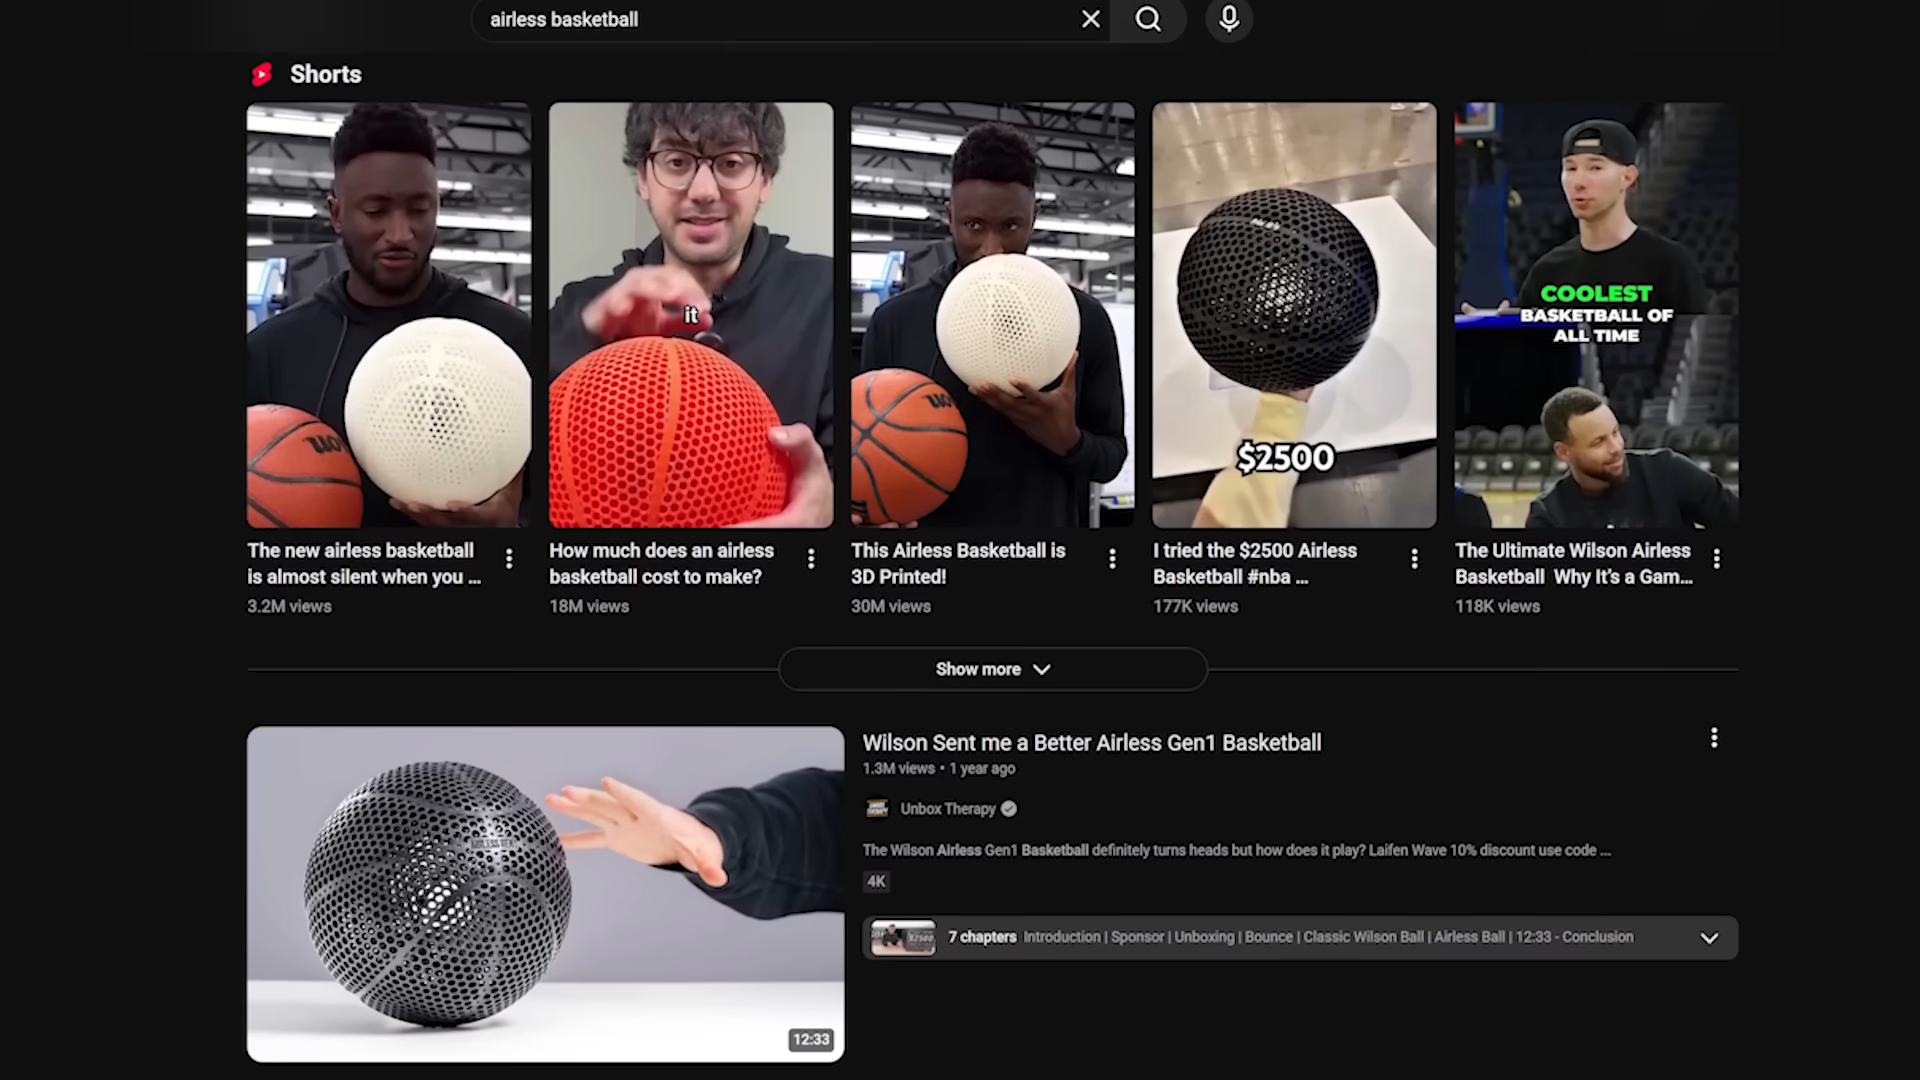 airless basketball
Shorts
it
$2500
COOLEST
BASKETBALL OF
ALL TIME
The new airless basketball
is almost silent when you ...
3.2M views
How much does an airless
basketball cost to make?
18M views
This Airless Basketball is
3D Printed!
30M views
I tried the $2500 Airless
Basketball #nba ...
177K views
The Ultimate Wilson Airless
Basketball Why It's a Gam...
118K views
Show more
Wilson Sent me a Better Airless Gen1 Basketball
1.3M views • 1 year ago
Unbox Therapy
The Wilson Airless Gen1 Basketball definitely turns heads but how does it play? Laifen Wave 10% discount use code ...
4K
7 chapters Introduction | Sponsor | Unboxing | Bounce | Classic Wilson Ball | Airless Ball | 12:33 - Conclusion
12:33